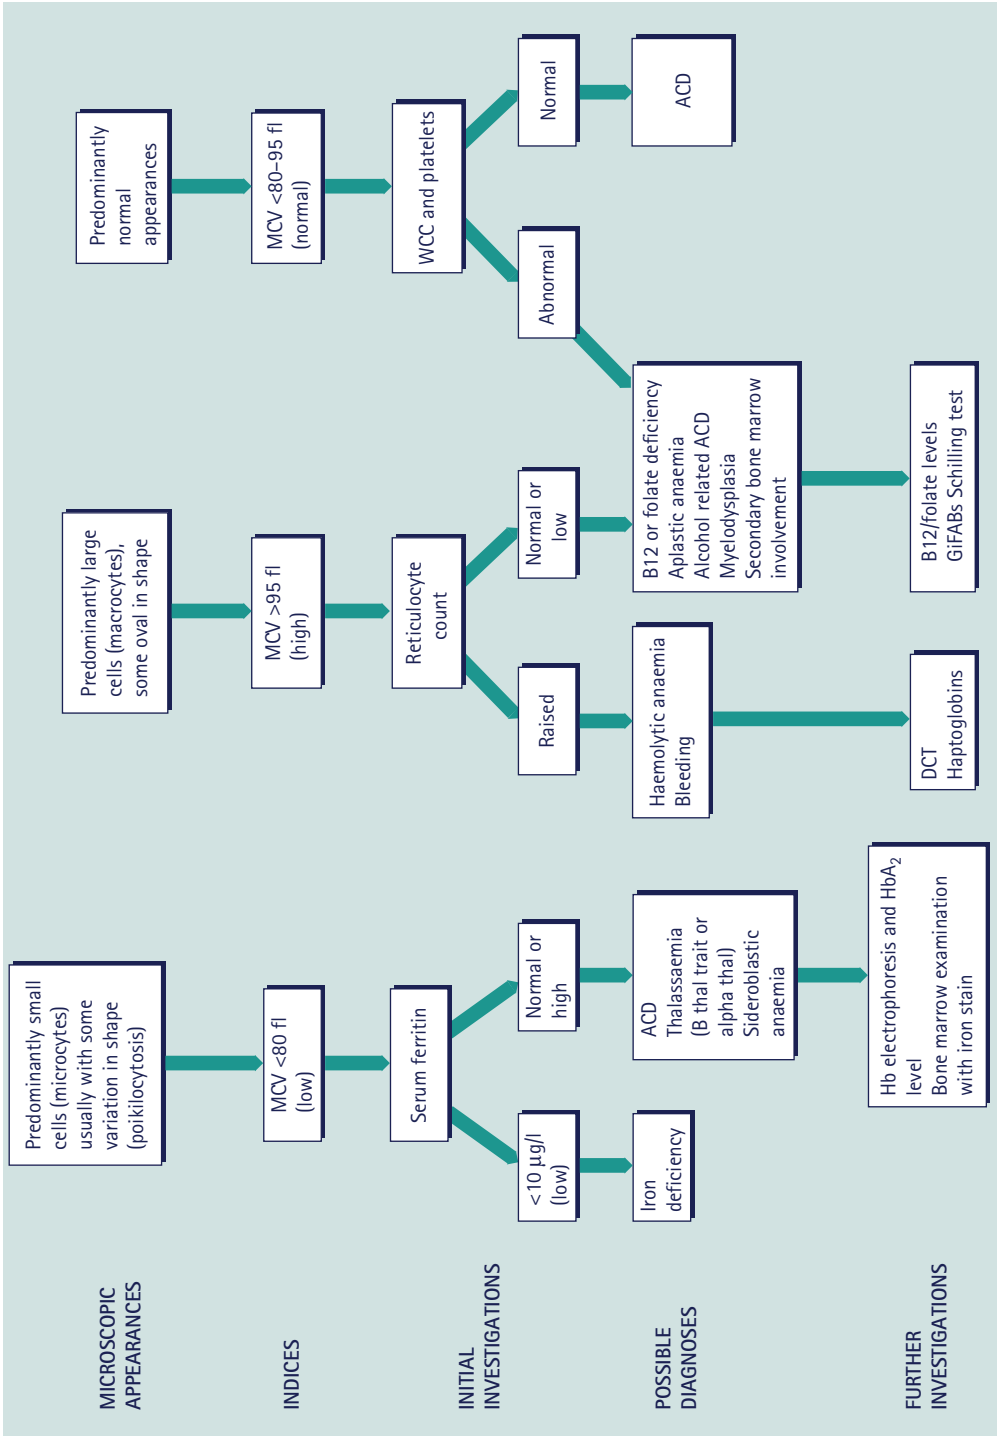 MICROSCOPIC
APPEARANCES
Predominantly small
cells (microcytes)
usually with some
variation in shape
(poikilocytosis)
Predominantly large
cells (macrocytes),
some oval in shape
Predominantly
normal
appearances
INDICES
MCV <80 fl
(low)
MCV >95 fl
(high)
MCV <80–95 fl
(normal)
INITIAL
INVESTIGATIONS
Serum ferritin
Reticulocyte
count
WCC and platelets
<10 µg/l
(low)
Normal or
high
Raised
Normal or
low
Abnormal
Normal
POSSIBLE
DIAGNOSES
Iron
deficiency
ACD
Thalassaemia
(B thal trait or
alpha thal)
Sideroblastic
anaemia
Haemolytic anaemia
Bleeding
B12 or folate deficiency
Aplastic anaemia
Alcohol related ACD
Myelodysplasia
Secondary bone marrow
involvement
ACD
FURTHER
INVESTIGATIONS
Hb electrophoresis and HbA₂
level
Bone marrow examination
with iron stain
DCT
Haptoglobins
B12/folate levels
GiFABs Schilling test